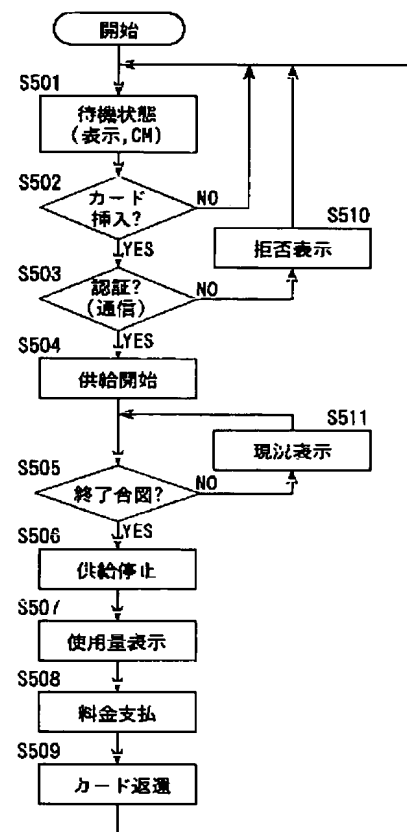 開始
S501
待機状態
(表示,CM)
S502
カード
挿入?
NO
YES
S510
拒否表示
S503
認証?
(通信)
NO
YES
S504
供給開始
S511
現況表示
S505
終了合図?
NO
YES
S506
供給停止
S507
使用量表示
S508
料金支払
S509
カード返還